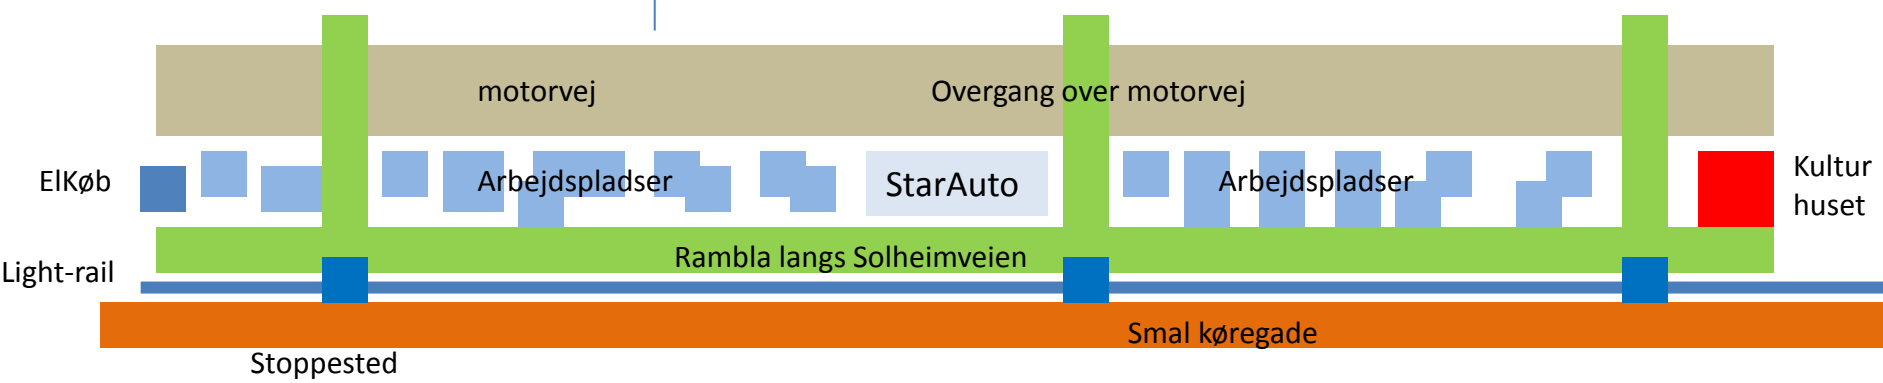 motorvej
Overgang over motorvej
ElKøb
Arbejdspladser
StarAuto
Arbejdspladser
Kultur
huset
Rambla langs Solheimveien
Light-rail
Smal køregade
Stoppested